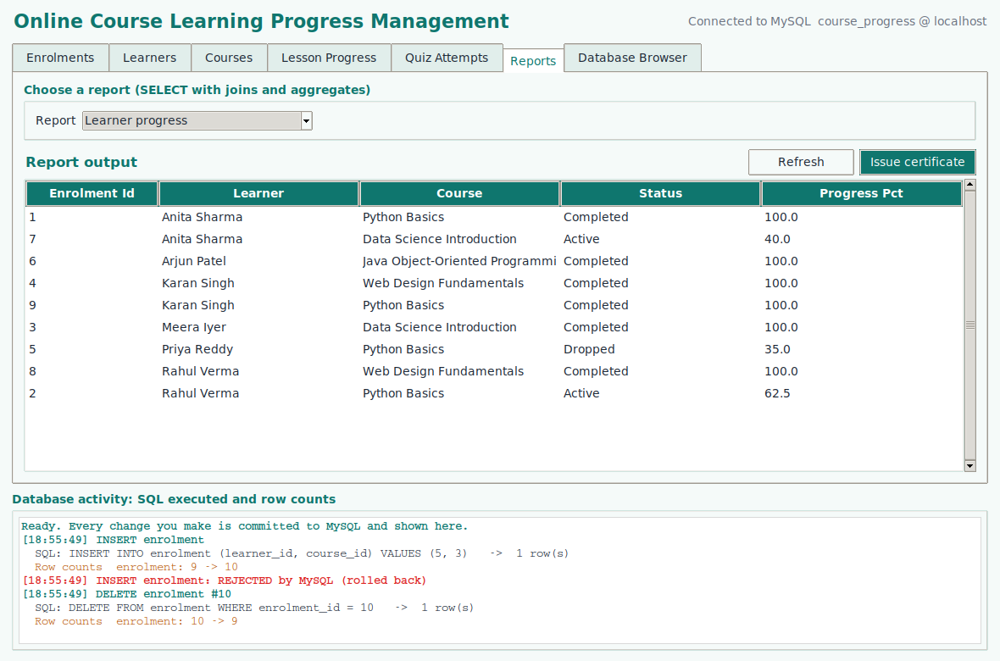 Online Course Learning Progress Management
Connected to MySQL course_progress @ localhost
Enrolments Learners Courses Lesson Progress Quiz Attempts Reports Database Browser
Choose a report (SELECT with joins and aggregates)
Report Learner progress
Report output
Refresh Issue certificate
Enrolment Id Learner Course Status Progress Pct
1 Anita Sharma Python Basics Completed 100.0
7 Anita Sharma Data Science Introduction Active 40.0
6 Arjun Patel Java Object-Oriented Programmi Completed 100.0
4 Karan Singh Web Design Fundamentals Completed 100.0
9 Karan Singh Python Basics Completed 100.0
3 Meera Iyer Data Science Introduction Completed 100.0
5 Priya Reddy Python Basics Dropped 35.0
8 Rahul Verma Web Design Fundamentals Completed 100.0
2 Rahul Verma Python Basics Active 62.5
Database activity: SQL executed and row counts
Ready. Every change you make is committed to MySQL and shown here.
[18:55:49] INSERT enrolment
SQL: INSERT INTO enrolment (learner_id, course_id) VALUES (5, 3) -> 1 row(s)
Row counts enrolment: 9 -> 10
[18:55:49] INSERT enrolment: REJECTED by MySQL (rolled back)
[18:55:49] DELETE enrolment #10
SQL: DELETE FROM enrolment WHERE enrolment_id = 10 -> 1 row(s)
Row counts enrolment: 10 -> 9